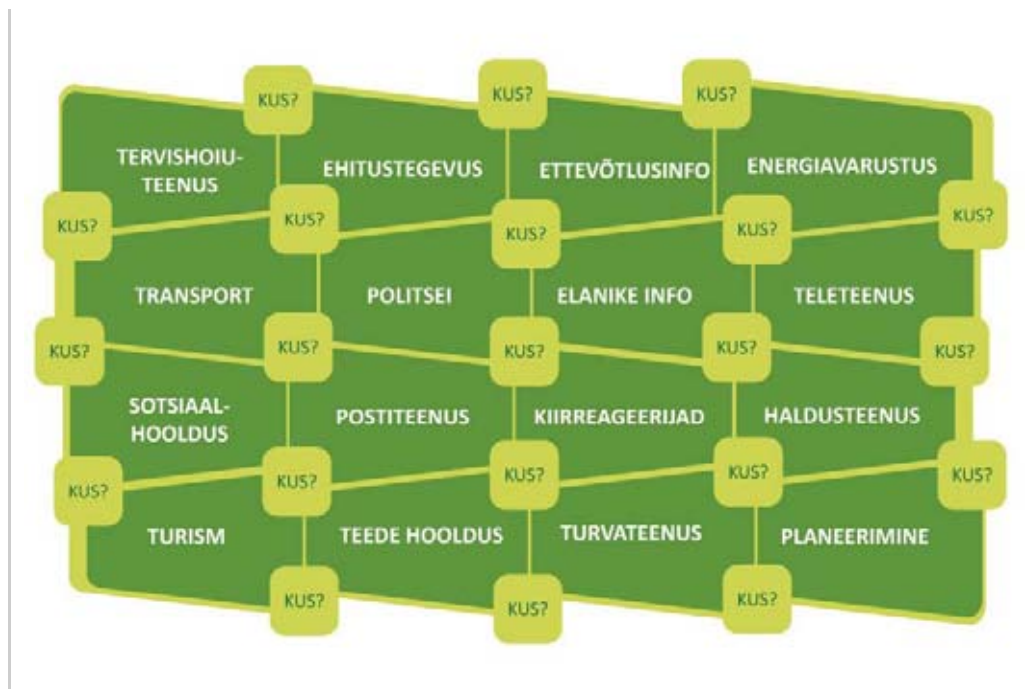 KUS?
KUS?
KUS?
TERVISHOIU-
TEENUS
EHITUSTEGEVUS
ETTEVÕTLUSINFO
ENERGIAVARUSTUS
KUS?
KUS?
KUS?
KUS?
KUS?
TRANSPORT
POLITSEI
ELANIKE INFO
TELETEENUS
KUS?
KUS?
KUS?
KUS?
KUS?
SOTSIAAL-
HOOLDUS
POSTITEENUS
KIIRREAGEERIJAD
HALDUSTEENUS
KUS?
KUS?
KUS?
KUS?
KUS?
TURISM
TEEDE HOOLDUS
TURVATEENUS
PLANEERIMINE
KUS?
KUS?
KUS?